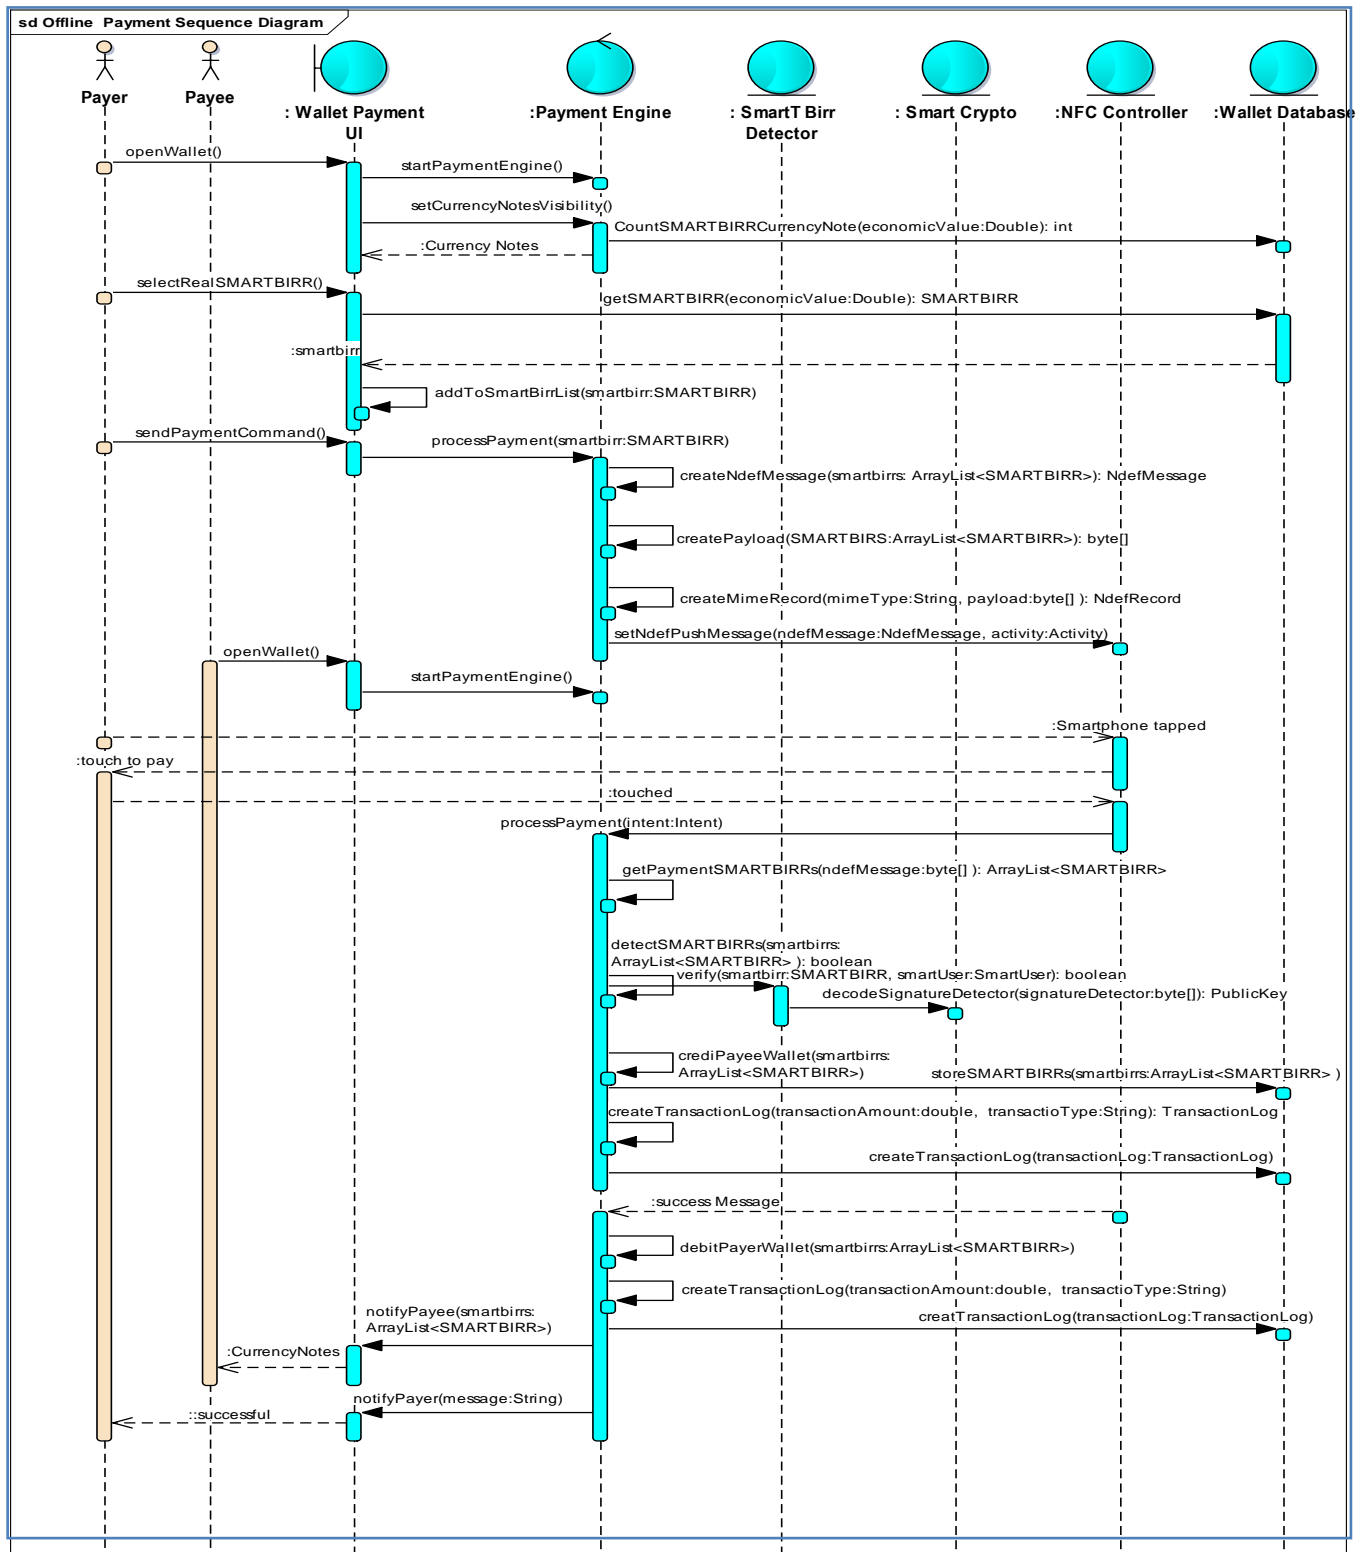 sd Offline  Payment Sequence Diagram
Payer
Payee
: Wallet Payment
UI
:Payment Engine
: SmartT Birr
Detector
: Smart Crypto
:NFC Controller
:Wallet Database
openWallet()
startPaymentEngine()
setCurrencyNotesVisibility()
CountSMARTBIRRCurrencyNote(economicValue:Double): int
:Currency Notes
selectRealSMARTBIRR()
getSMARTBIRR(economicValue:Double): SMARTBIRR
:smartbirr
addToSmartBirrList(smartbirr:SMARTBIRR)
sendPaymentCommand()
processPayment(smartbirr:SMARTBIRR)
createNdefMessage(smartbirrs: ArrayList<SMARTBIRR>): NdefMessage
createPayload(SMARTBIRS:ArrayList<SMARTBIRR>): byte[]
createMimeRecord(mimeType:String, payload:byte[] ): NdefRecord
setNdefPushMessage(ndefMessage:NdefMessage, activity:Activity)
openWallet()
startPaymentEngine()
:Smartphone tapped
:touch to pay
:touched
processPayment(intent:Intent)
getPaymentSMARTBIRRs(ndefMessage:byte[] ): ArrayList<SMARTBIRR>
detectSMARTBIRRs(smartbirrs:
ArrayList<SMARTBIRR> ): boolean
verify(smartbirr:SMARTBIRR, smartUser:SmartUser): boolean
decodeSignatureDetector(signatureDetector:byte[]): PublicKey
crediPayeeWallet(smartbirrs:
ArrayList<SMARTBIRR>)
storeSMARTBIRRs(smartbirrs:ArrayList<SMARTBIRR> )
createTransactionLog(transactionAmount:double,  transactioType:String): TransactionLog
createTransactionLog(transactionLog:TransactionLog)
:success Message
debitPayerWallet(smartbirrs:ArrayList<SMARTBIRR>)
createTransactionLog(transactionAmount:double,  transactioType:String)
notifyPayee(smartbirrs:
ArrayList<SMARTBIRR>)
creatTransactionLog(transactionLog:TransactionLog)
:CurrencyNotes
notifyPayer(message:String)
::successful